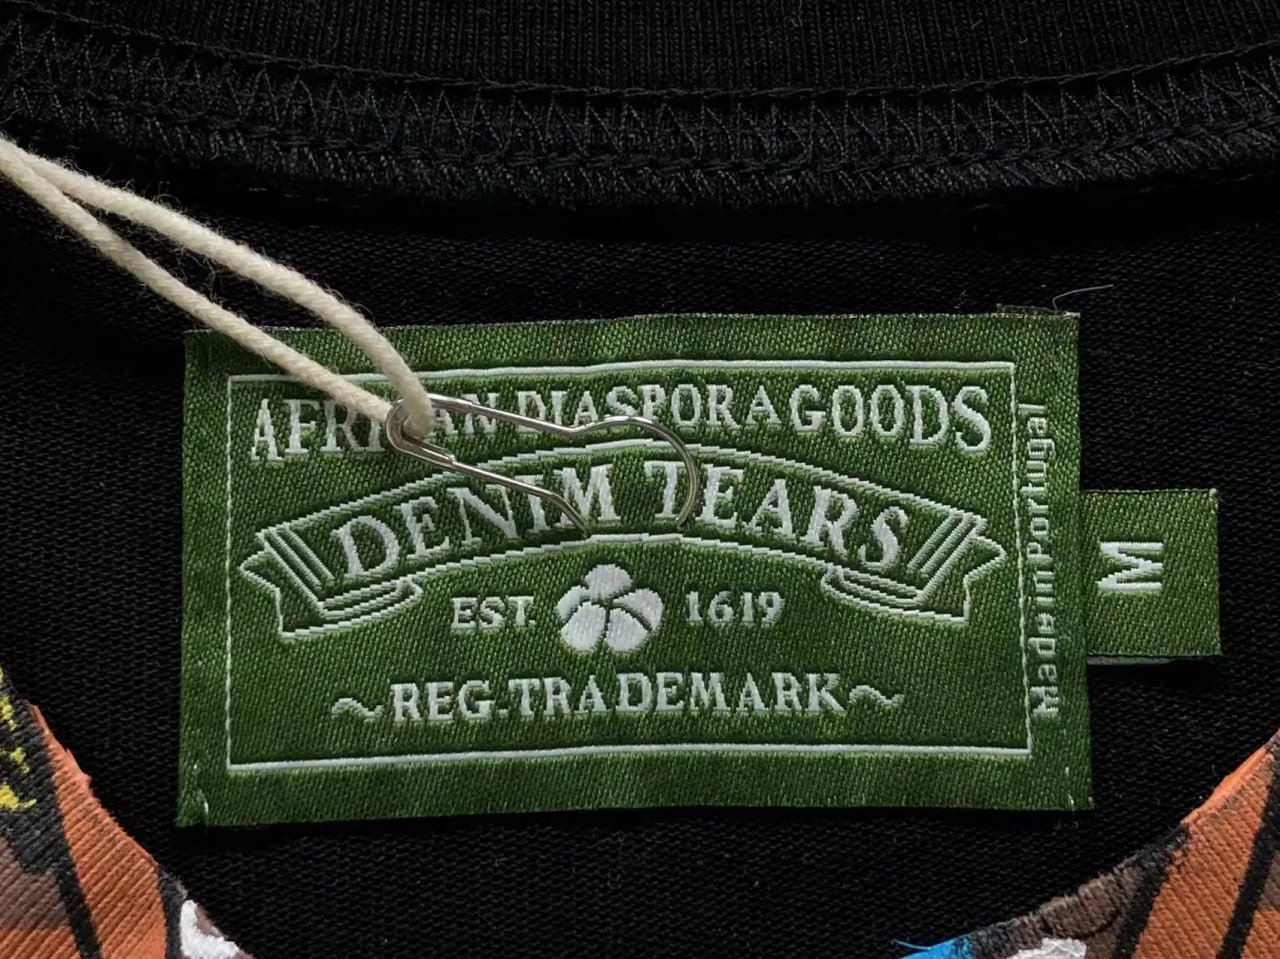 AFRICAN DIASPORA GOODS
DENIM TEARS
EST. 1619
~REG.TRADEMARK~
Made in Portugal
M